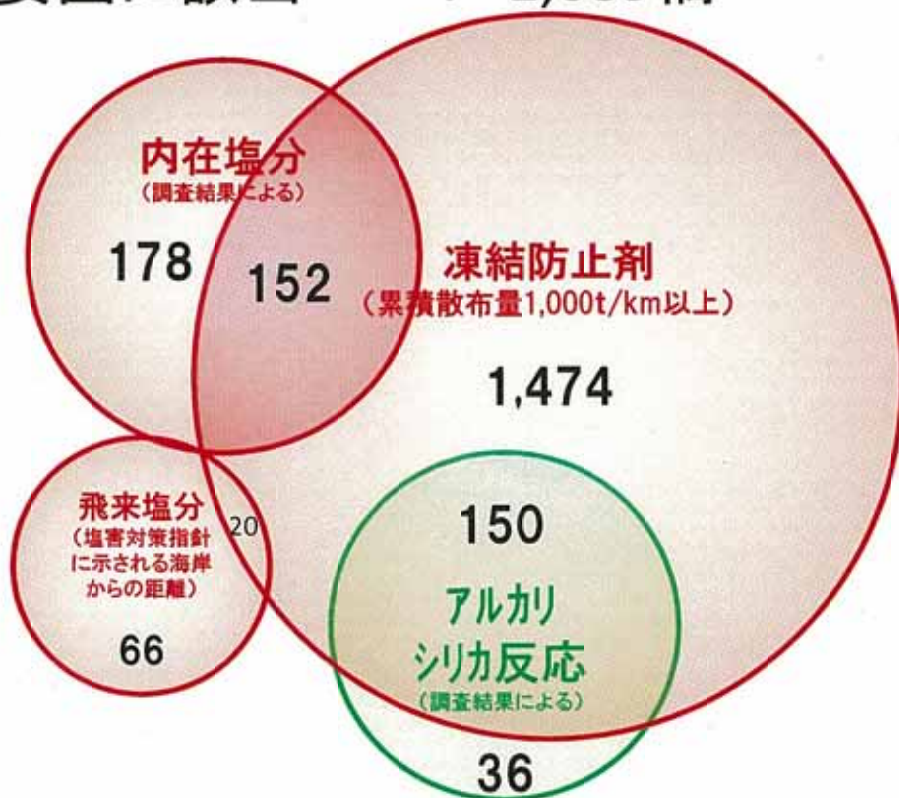 内在塩分
(調査結果による)
178
152
凍結防止剤
(累積散布量1,000t/km以上)
1,474
飛来塩分
(塩害対策指針
に示される海岸
からの距離)
20
66
150
アルカリ
シリカ反応
(調査結果による)
36